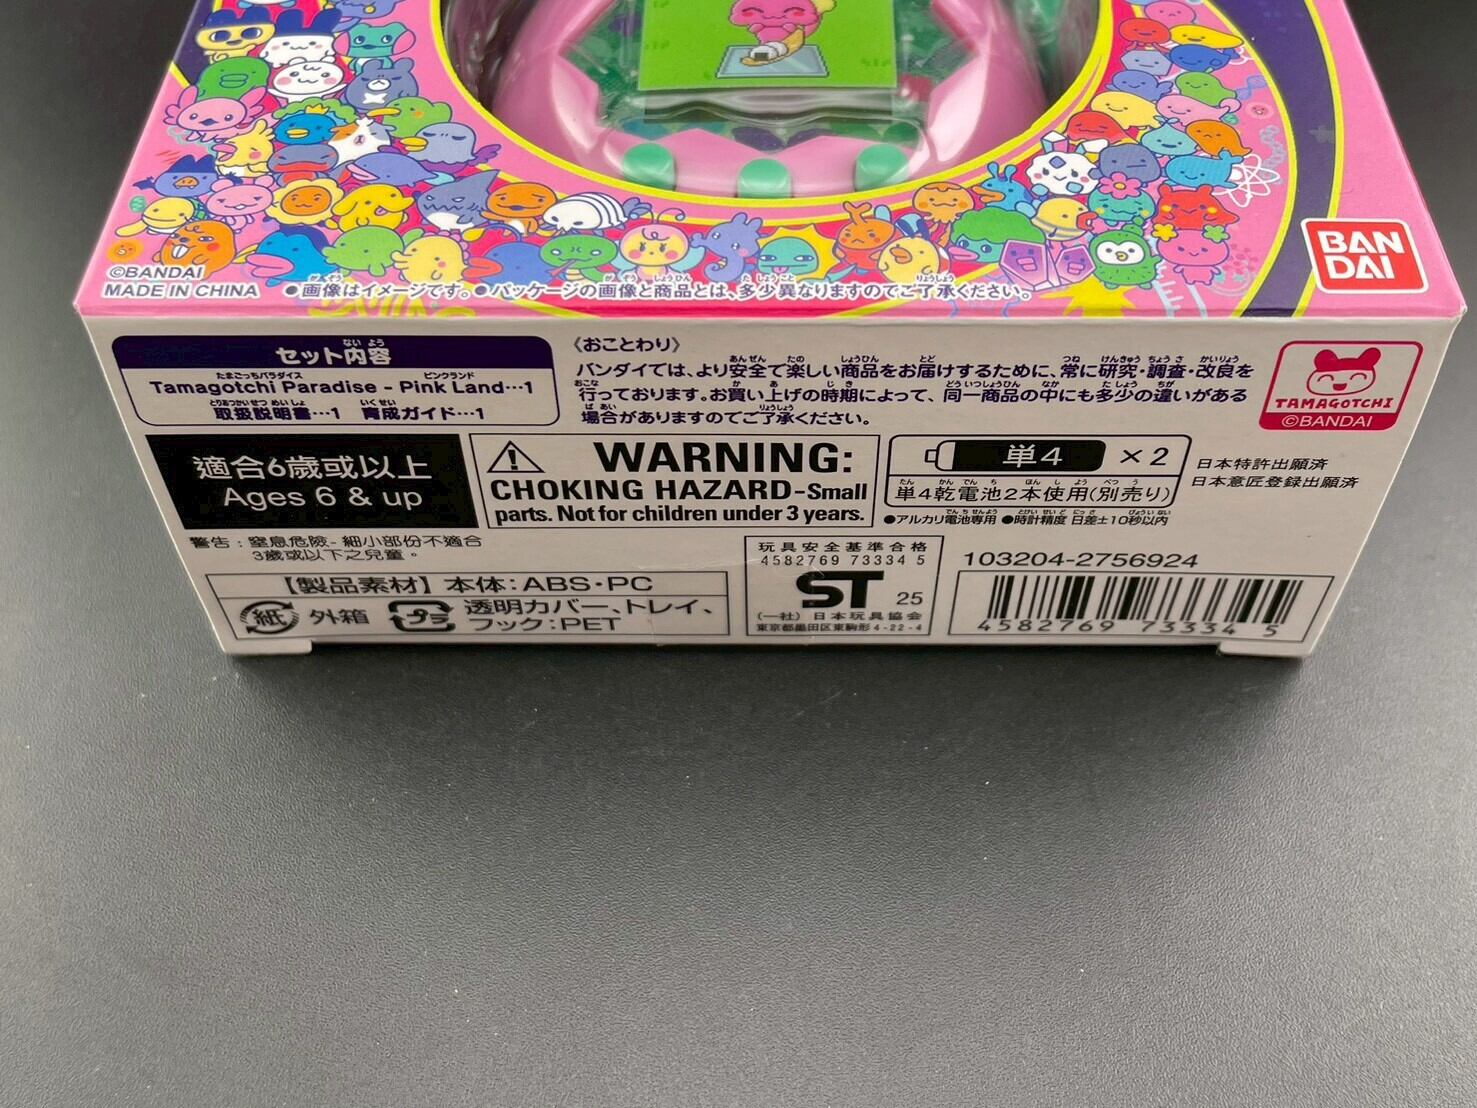 ©BANDAI
MADE IN CHINA
●画像はイメージです。●パッケージの画像と商品とは、多少異なりますのでご了承ください。
BAN
DAI
セット内容
Tamagotchi Paradise - Pink Land…1
取扱説明書…1 育成ガイド…1
《おことわり》
バンダイでは、より安全で楽しい商品をお届けするために、常に研究・調査・改良を
行っております。お買い上げの時期によって、同一商品の中にも多少の違いがある
場合がありますのでご了承ください。
TAMAGOTCHI
©BANDAI
適合6歲或以上
Ages 6 & up
WARNING:
CHOKING HAZARD-Small
parts. Not for children under 3 years.
単4 ×2
単4乾電池2本使用(別売り)
●アルカリ電池専用 ●時計精度 日差±10秒以内
日本特許出願済
日本意匠登録出願済
警告：窒息危險-細小部份不適合
3歲或以下之兒童。
【製品素材】本体：ABS・PC
紙 外箱 プラ 透明カバー、トレイ、
フック：PET
玩具安全基準合格
4582769 73334 5
ST 25
(一社) 日本玩具協会
東京都墨田区東駒形4-22-4
103204-2756924
4582769 73334 5